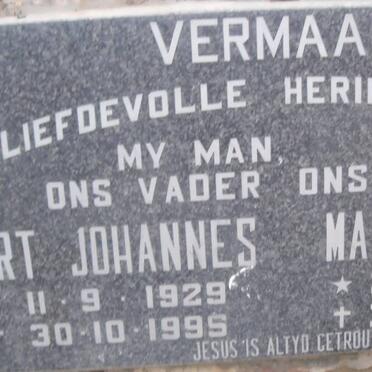 VERMAA
LIEFDEVOLLE HERI
MY MAN,
ONS VADER ONS
RT JOHANNES MA
11·9·1929
30·10·1995
JESUS IS ALTYD GETROU